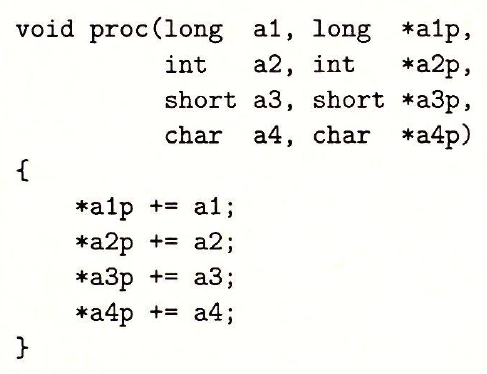 void proc(long  a1, long  *a1p,
          int   a2, int   *a2p,
          short a3, short *a3p,
          char  a4, char  *a4p)
{
    *a1p += a1;
    *a2p += a2;
    *a3p += a3;
    *a4p += a4;
}